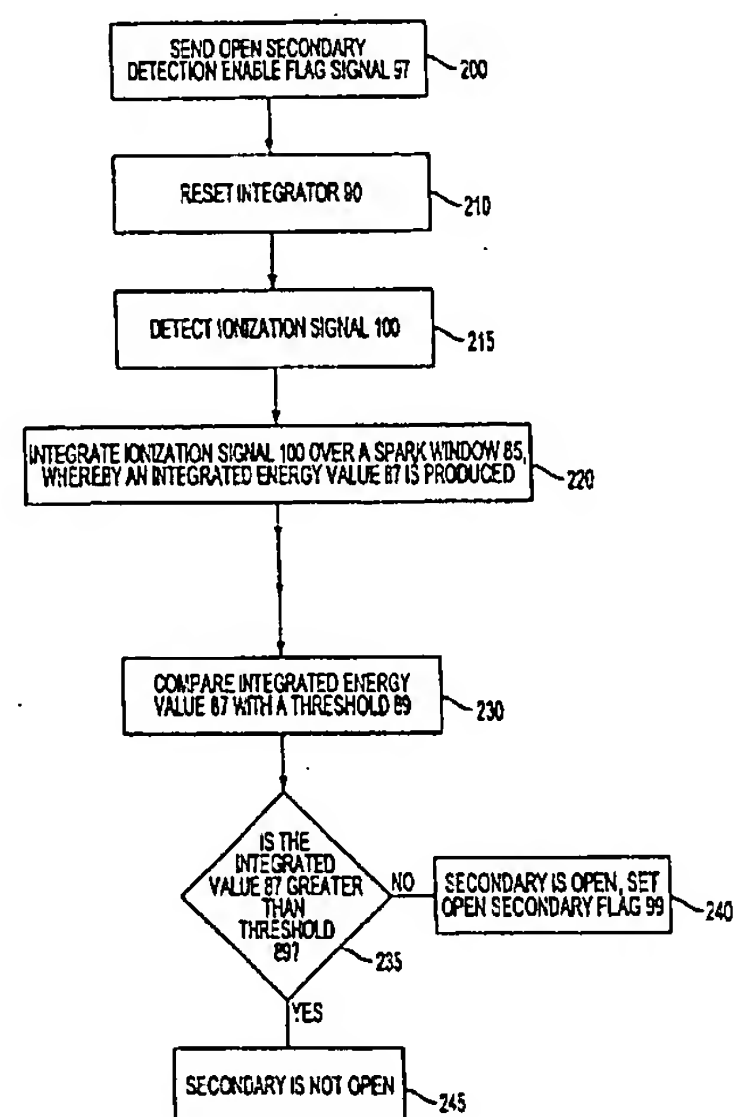 SEND OPEN SECONDARY
DETECTION ENABLE FLAG SIGNAL 97
200
RESET INTEGRATOR 90
210
DETECT IONIZATION SIGNAL 100
215
INTEGRATE IONIZATION SIGNAL 100 OVER A SPARK WINDOW 85,
WHEREBY AN INTEGRATED ENERGY VALUE 87 IS PRODUCED
220
COMPARE INTEGRATED ENERGY
VALUE 87 WITH A THRESHOLD 89
230
IS THE
INTEGRATED
VALUE 87 GREATER
THAN
THRESHOLD
89?
235
NO
SECONDARY IS OPEN, SET
OPEN SECONDARY FLAG 99
240
YES
SECONDARY IS NOT OPEN
245